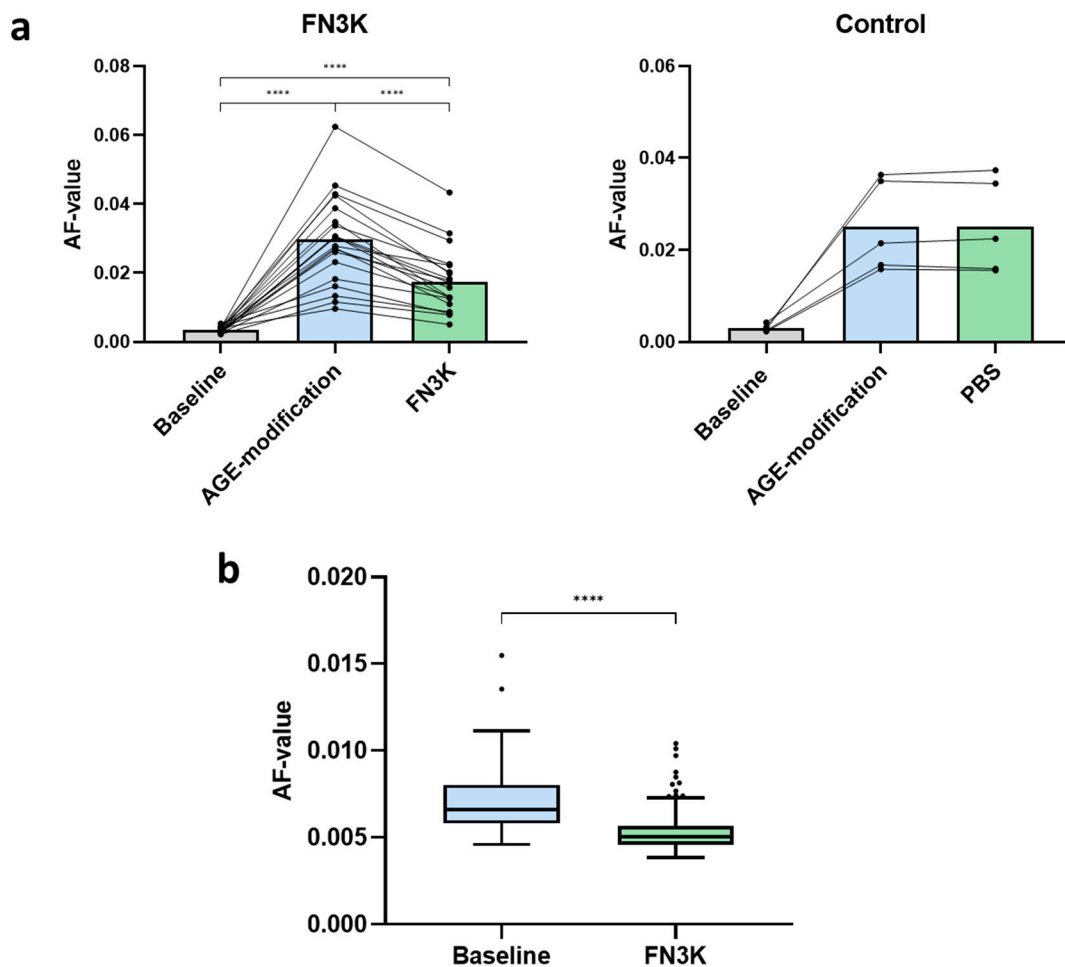 a
FN3K
Control
AF-value
0.08
0.06
0.04
0.02
0.00
****
****
****
Baseline
AGE-modification
FN3K
AF-value
0.06
0.04
0.02
0.00
Baseline
AGE-modification
PBS
b
AF-value
0.020
0.015
0.010
0.005
0.000
****
Baseline
FN3K